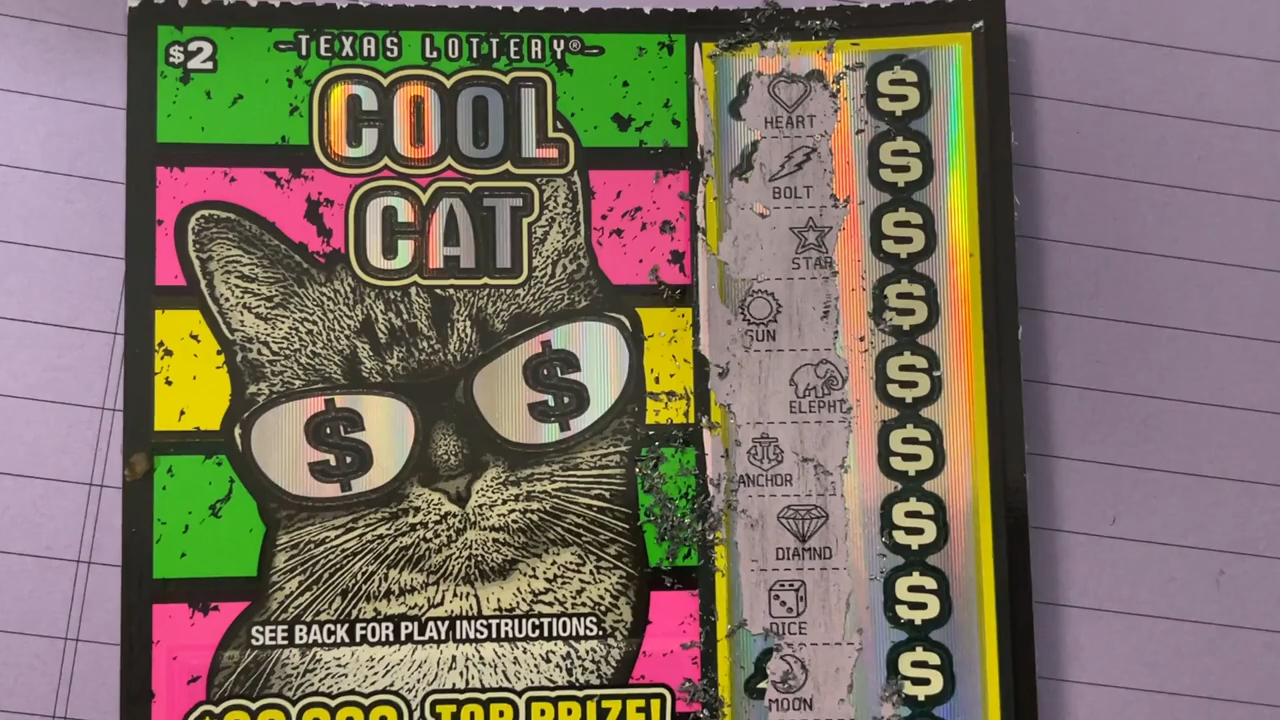 $2
-TEXAS LOTTERY®-
COOL
CAT
$ $
SEE BACK FOR PLAY INSTRUCTIONS.
TOP PRIZE!
HEART $
BOLT $
STAR $
SUN $
ELEPHT $
ANCHOR $
DIAMND $
DICE $
MOON $